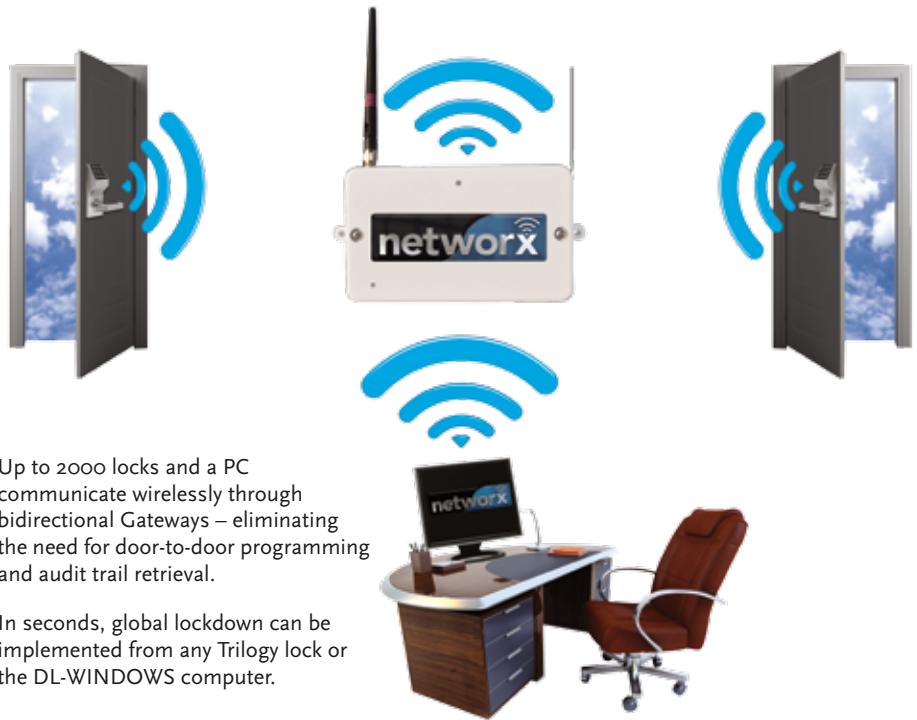 networx
networx
Up to 2000 locks and a PC
communicate wirelessly through
bidirectional Gateways – eliminating
the need for door-to-door programming
and audit trail retrieval.
In seconds, global lockdown can be
implemented from any Trilogy lock or
the DL-WINDOWS computer.